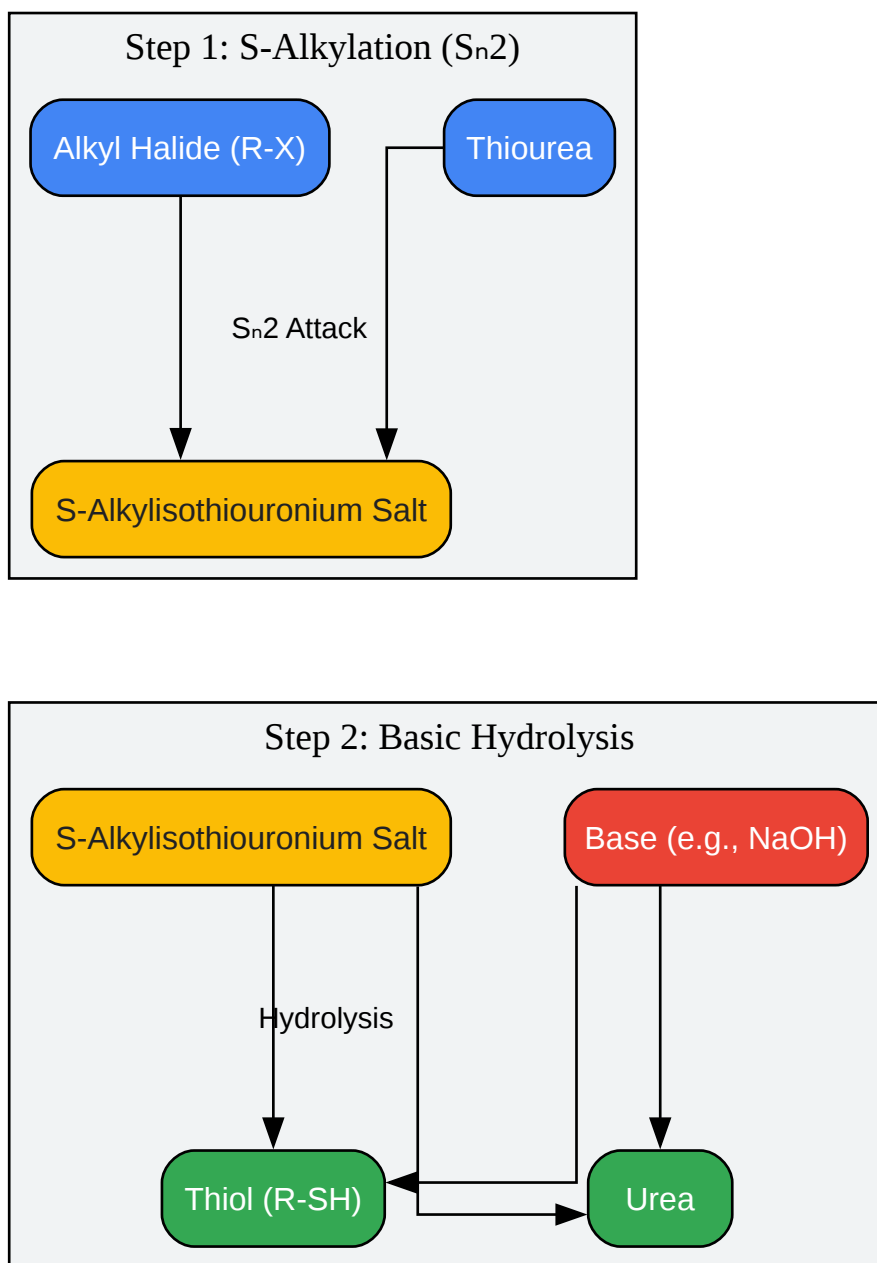 Step 1: S-Alkylation (Sₙ2)
Alkyl Halide (R-X)
Thiourea
Sₙ2 Attack
S-Alkylisothiouronium Salt
Step 2: Basic Hydrolysis
S-Alkylisothiouronium Salt
Base (e.g., NaOH)
Hydrolysis
Thiol (R-SH)
Urea